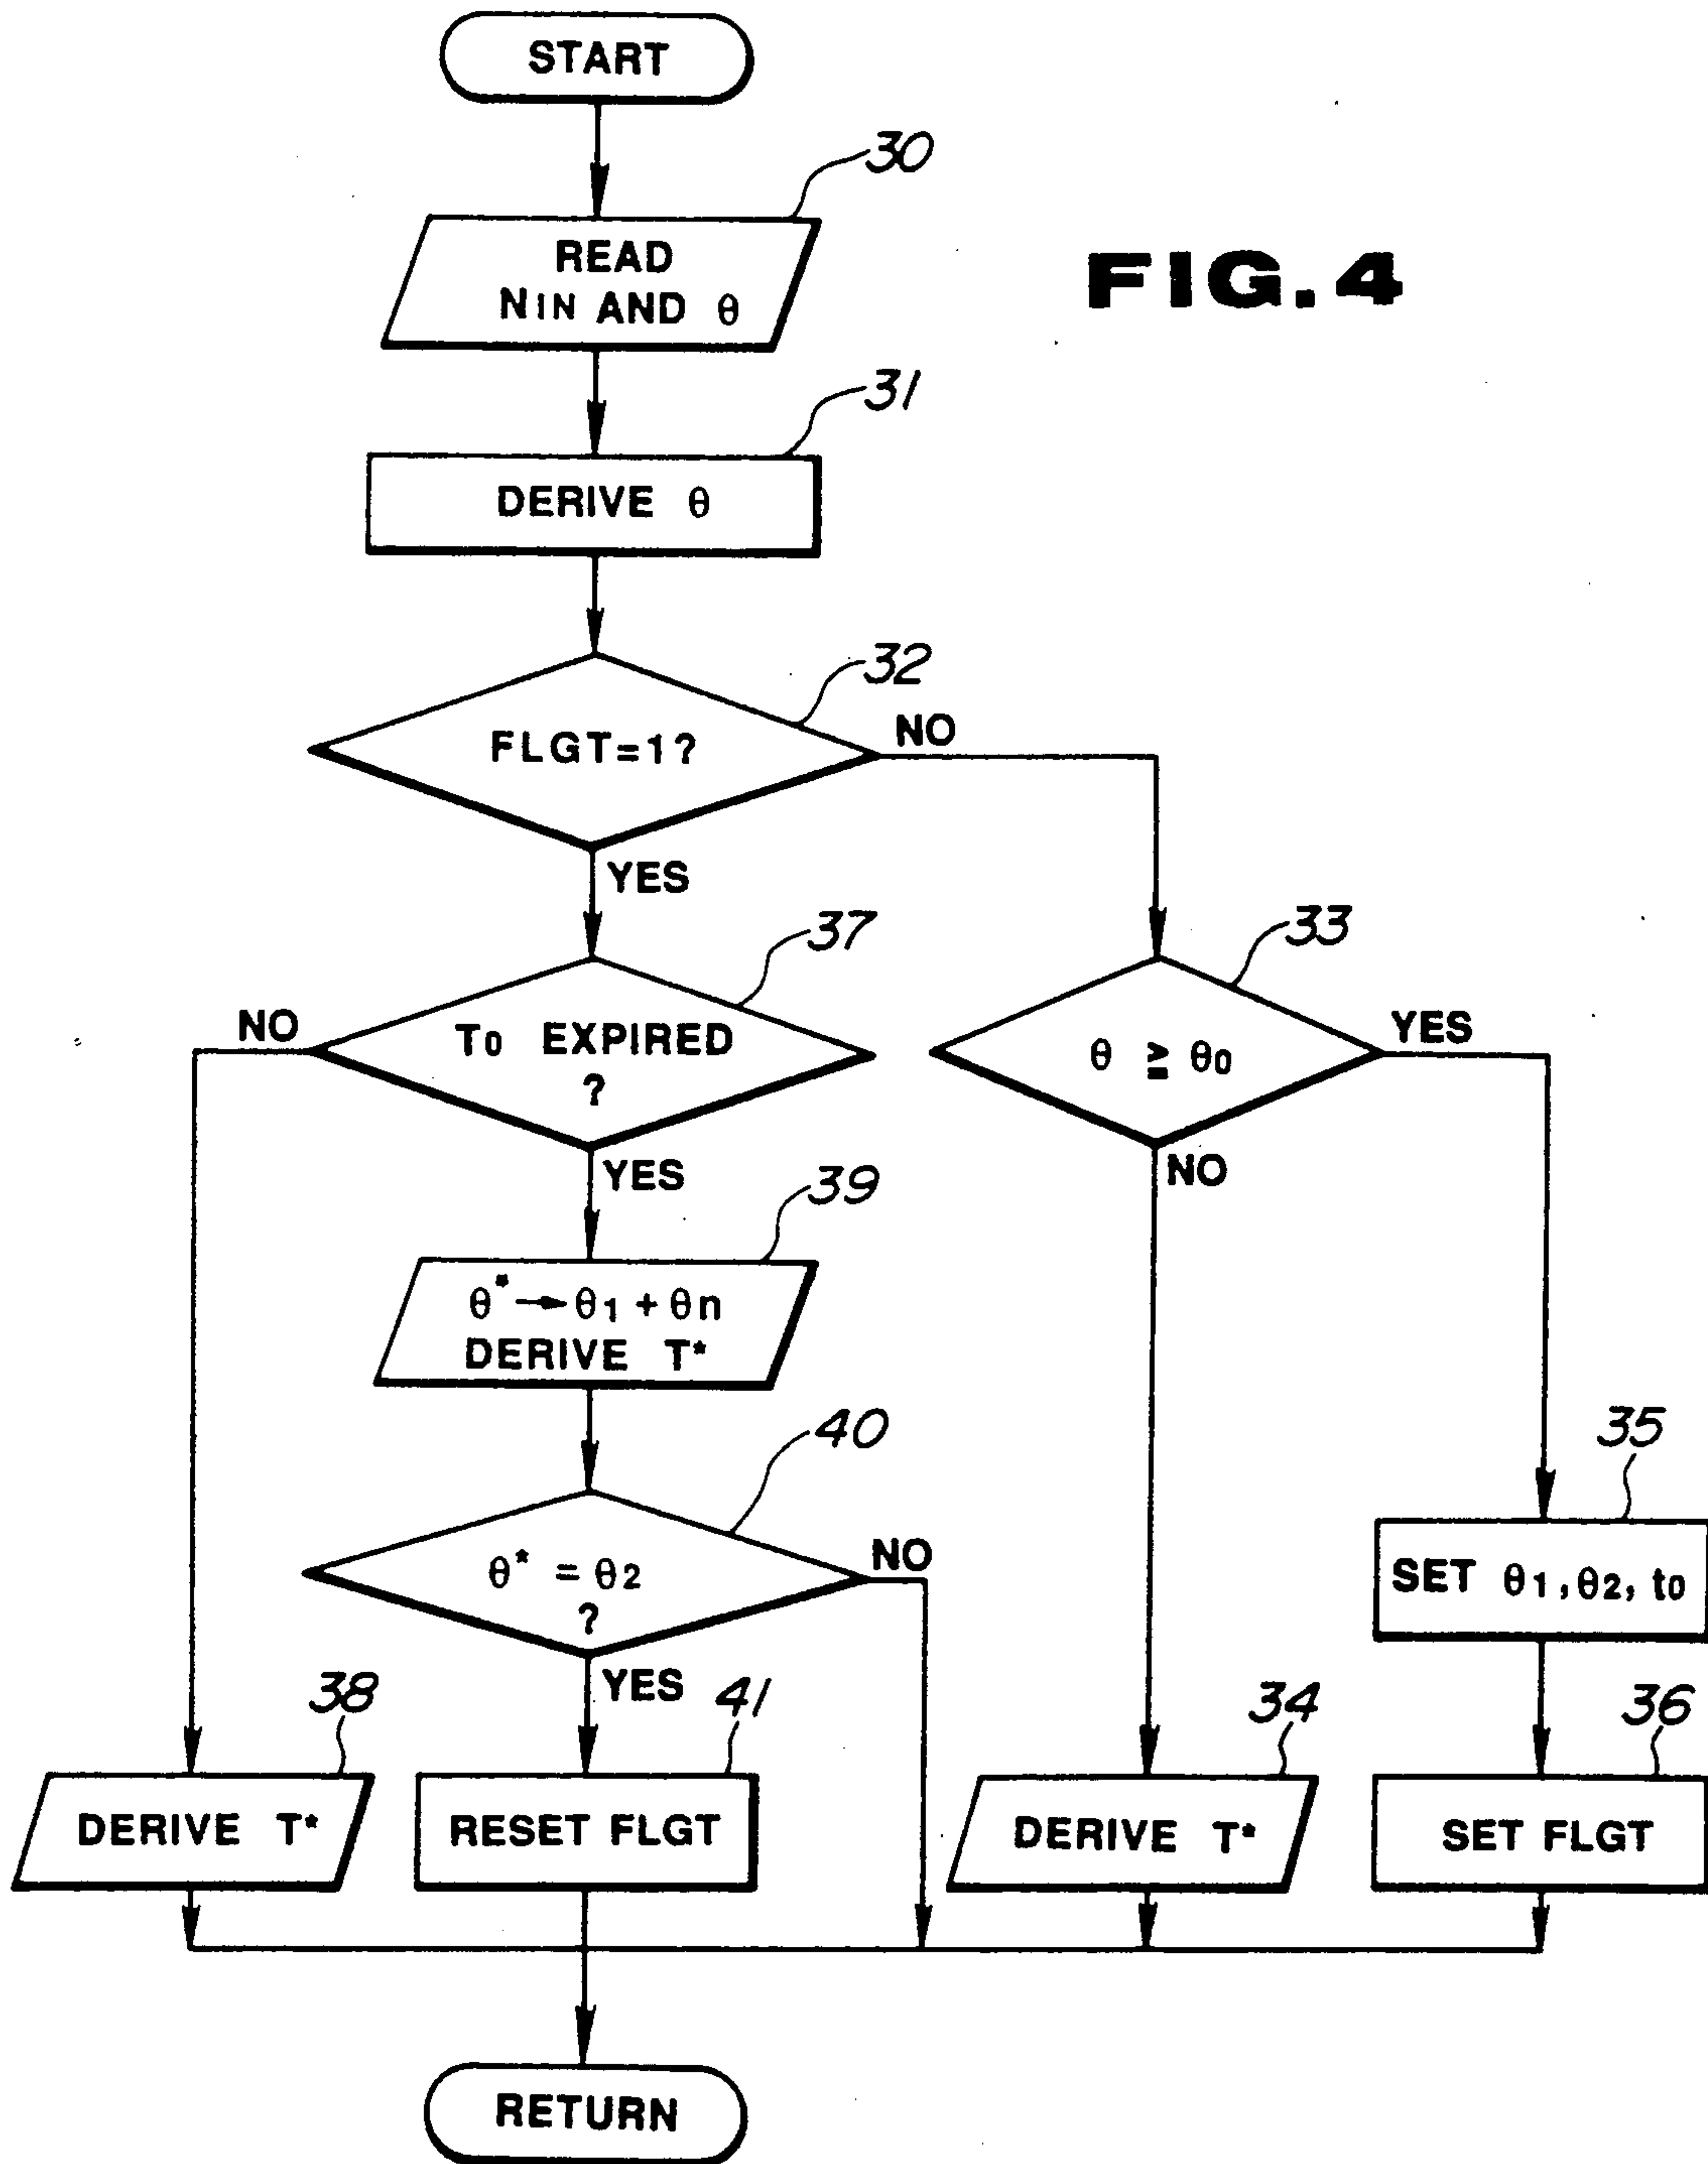 START
30
READ
NIN AND θ
FIG.4
31
DERIVE θ
32
FLGT=1?
NO
YES
37
33
NO
T0 EXPIRED
?
θ ≧ θ0
YES
YES
NO
39
θ* → θ1 + θn
DERIVE T*
40
35
θ* = θ2
?
NO
SET θ1, θ2, t0
YES
38
41
34
36
DERIVE T*
RESET FLGT
DERIVE T*
SET FLGT
RETURN